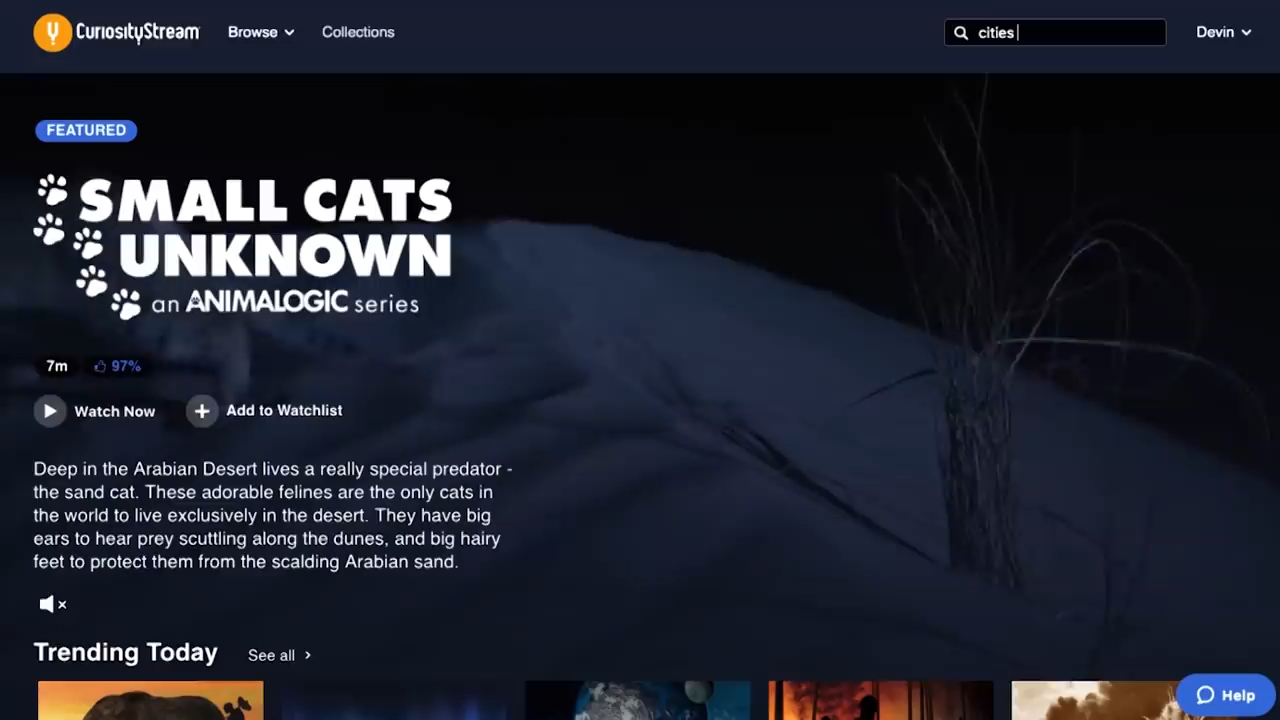 CURIOSITYSTREAM Browse Collections cities Devin
FEATURED
SMALL CATS
UNKNOWN
an ANIMALOGIC series
7m 97%
Watch Now Add to Watchlist
Deep in the Arabian Desert lives a really special predator -
the sand cat. These adorable felines are the only cats in
the world to live exclusively in the desert. They have big
ears to hear prey scuttling along the dunes, and big hairy
feet to protect them from the scalding Arabian sand.
Trending Today See all
Help